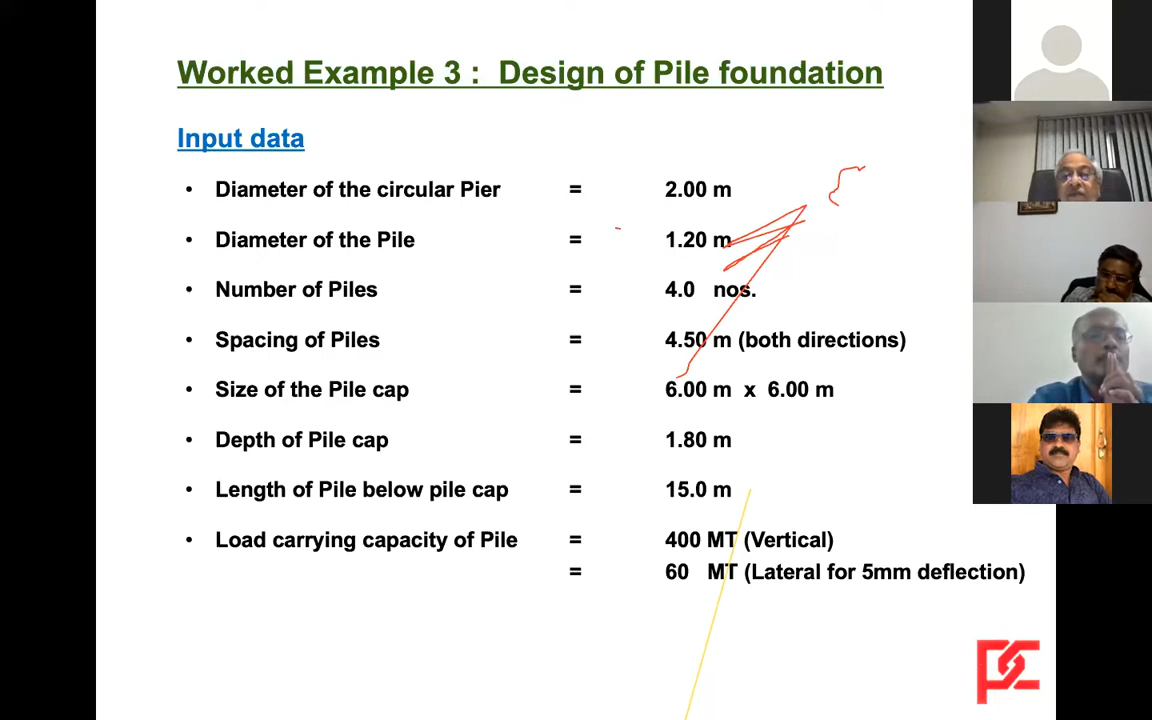 Worked Example 3 : Design of Pile foundation
Input data
• Diameter of the circular Pier = 2.00 m
• Diameter of the Pile = 1.20 m
• Number of Piles = 4.0 nos.
• Spacing of Piles = 4.50 m (both directions)
• Size of the Pile cap = 6.00 m x 6.00 m
• Depth of Pile cap = 1.80 m
• Length of Pile below pile cap = 15.0 m
• Load carrying capacity of Pile = 400 MT (Vertical)
= 60 MT (Lateral for 5mm deflection)